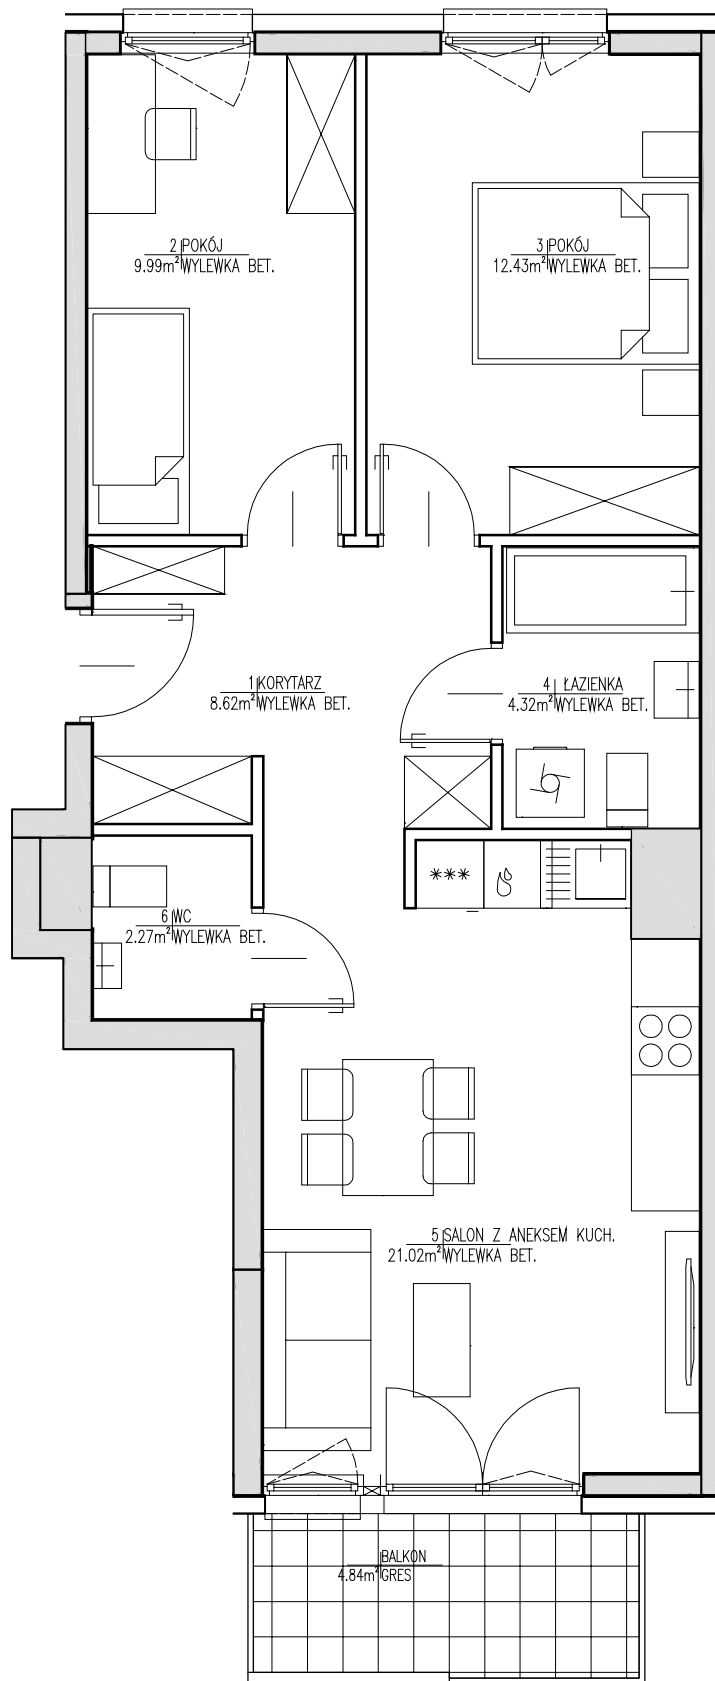 2 POKÓJ
9.99m² WYLEWKA BET.
3 POKÓJ
12.43m² WYLEWKA BET.
1 KORYTARZ
8.62m² WYLEWKA BET.
4 ŁAZIENKA
4.32m² WYLEWKA BET.
***
6 WC
2.27m² WYLEWKA BET.
5 SALON Z ANEKSEM KUCH.
21.02m² WYLEWKA BET.
BALKON
4.84m² GRES